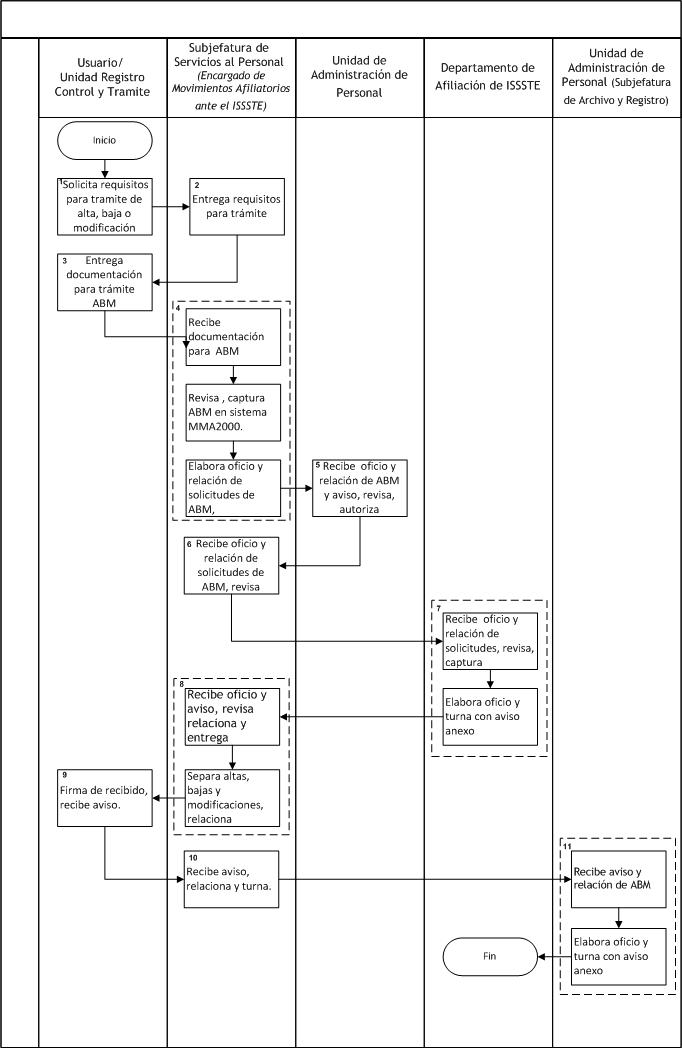 Usuario/
Unidad Registro
Control y Tramite
Subjefatura de
Servicios al Personal
(Encargado de
Movimientos Afiliatorios
ante el ISSSTE)
Unidad de
Administración de
Personal
Departamento de
Afiliación de ISSSTE
Unidad de
Administración de
Personal (Subjefatura
de Archivo y Registro)
Inicio
1
Solicita requisitos
para tramite de
alta, baja o
modificación
2
Entrega requisitos
para trámite
3
Entrega
documentación
para trámite
ABM
4
Recibe
documentación
para ABM
Revisa , captura
ABM en sistema
MMA2000.
Elabora oficio y
relación de
solicitudes de
ABM,
5
Recibe oficio y
relación de ABM
y aviso, revisa,
autoriza
6
Recibe oficio y
relación de
solicitudes de
ABM, revisa
7
Recibe oficio y
relación de
solicitudes, revisa,
captura
Elabora oficio y
turna con aviso
anexo
8
Recibe oficio y
aviso, revisa
relaciona y
entrega
Separa altas,
bajas y
modificaciones,
relaciona
9
Firma de recibido,
recibe aviso.
10
Recibe aviso,
relaciona y turna.
11
Recibe aviso y
relación de ABM
Elabora oficio y
turna con aviso
anexo
Fin